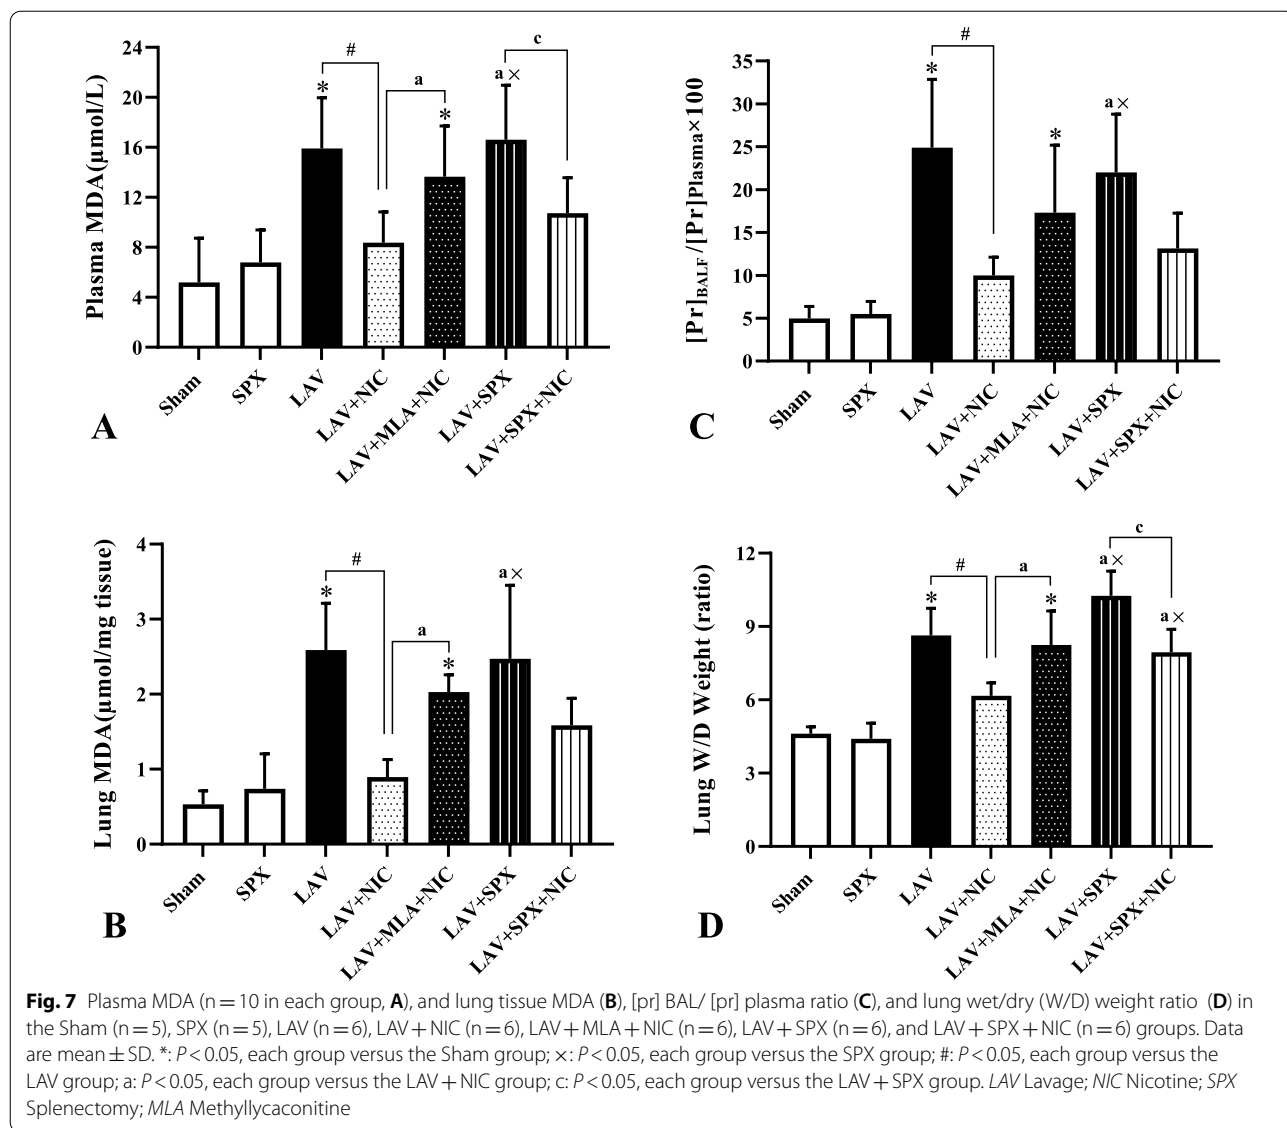 Plasma MDA(µmol/L)
24
20
16
12
8
4
0
#
a
c
*
*
a ×
Sham
SPX
LAV
LAV+NIC
LAV+MLA+NIC
LAV+SPX
LAV+SPX+NIC
A
[Pr]BALF/[Pr]Plasma×100
35
30
25
20
15
10
5
0
#
*
*
a ×
Sham
SPX
LAV
LAV+NIC
LAV+MLA+NIC
LAV+SPX
LAV+SPX+NIC
C
Lung MDA(µmol/mg tissue)
4
3
2
1
0
#
a
*
*
a ×
Sham
SPX
LAV
LAV+NIC
LAV+MLA+NIC
LAV+SPX
LAV+SPX+NIC
B
Lung W/D Weight (ratio)
12
9
6
3
0
#
a
c
*
*
a ×
a ×
Sham
SPX
LAV
LAV+NIC
LAV+MLA+NIC
LAV+SPX
LAV+SPX+NIC
D
Fig. 7 Plasma MDA (n = 10 in each group, A), and lung tissue MDA (B), [pr] BAL/ [pr] plasma ratio (C), and lung wet/dry (W/D) weight ratio (D) in
the Sham (n = 5), SPX (n = 5), LAV (n = 6), LAV + NIC (n = 6), LAV + MLA + NIC (n = 6), LAV + SPX (n = 6), and LAV + SPX + NIC (n = 6) groups. Data
are mean ± SD. *: P < 0.05, each group versus the Sham group; ×: P < 0.05, each group versus the SPX group; #: P < 0.05, each group versus the
LAV group; a: P < 0.05, each group versus the LAV + NIC group; c: P < 0.05, each group versus the LAV + SPX group. LAV Lavage; NIC Nicotine; SPX
Splenectomy; MLA Methyllycaconitine